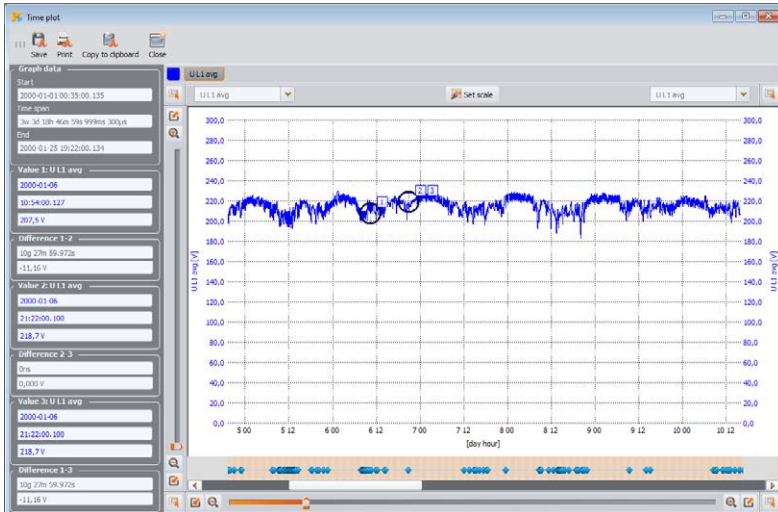 Time plot
Save Print Copy to clipboard Close
Graph data
Start
2000-01-01 00:35:00.135
Time span
3w 3d 18h 46m 59s 999ms 300µs
End
2000-01-25 19:22:00.134
Value 1: U L1 avg
2000-01-06
10:54:00.127
207,5 V
Difference 1-2
10g 27m 59.972s
-11,16 V
Value 2: U L1 avg
2000-01-06
21:22:00.100
218,7 V
Difference 2-3
0ns
0,000 V
Value 3: U L1 avg
2000-01-06
21:22:00.100
218,7 V
Difference 1-3
10g 27m 59.972s
-11,16 V
U L1 avg
U L1 avg Set scale U L1 avg
300,0 300,0
280,0 280,0
260,0 260,0
240,0 240,0
220,0 220,0
200,0 200,0
180,0 180,0
160,0 160,0
140,0 140,0
120,0 120,0
100,0 100,0
80,0 80,0
60,0 60,0
40,0 40,0
20,0 20,0
0,0 0,0
U L1 avg [V]
U L1 avg [V]
1 2 3
5 00 5 12 6 00 6 12 7 00 7 12 8 00 8 12 9 00 9 12 10 00 10 12
[day hour]